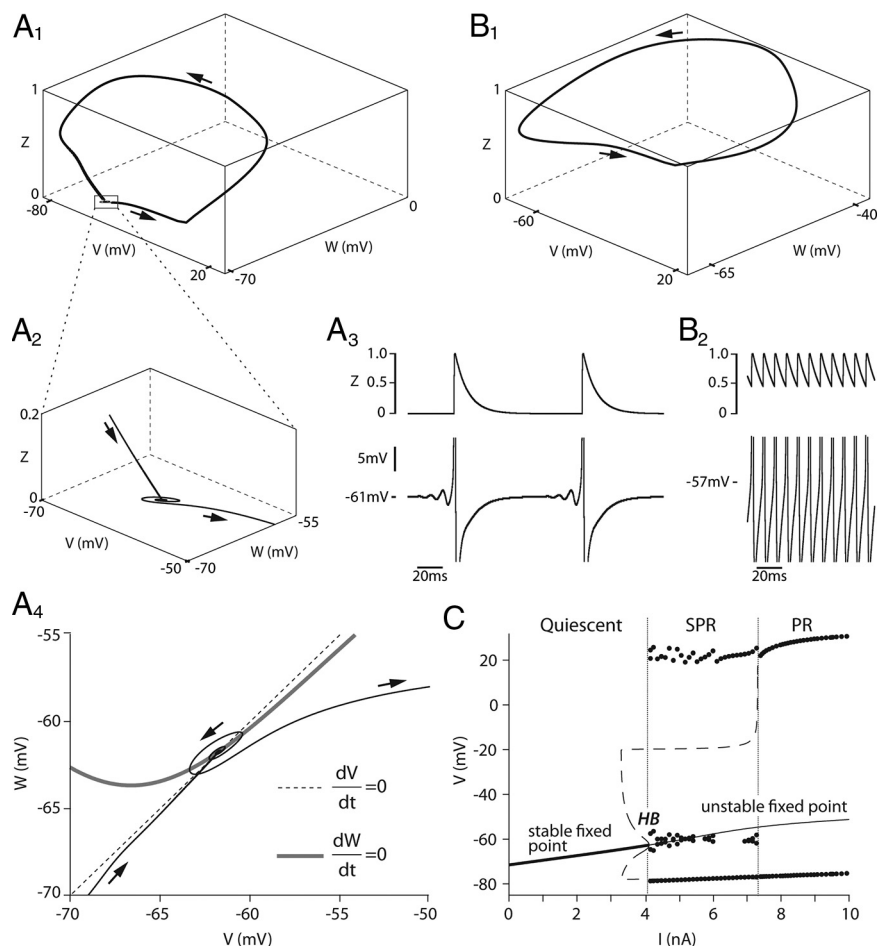 A1
1
Z
0
-80
V (mV)
20
-70
W (mV)
0
B1
1
Z
0
-60
V (mV)
20
-65
W (mV)
-40
A2
0.2
Z
0
-70
V (mV)
-50
-70
W (mV)
-55
A3
1.0
Z 0.5
0
5mV
-61mV
20ms
B2
1.0
0.5
0
-57mV
20ms
A4
-55
-60
W (mV)
-65
-70
-70 -65 -60 -55 -50
V (mV)
dV
dt =0
dW
dt =0
C
Quiescent SPR PR
20
0
V (mV)
-20
-40
-60
-80
HB
stable fixed
point
unstable fixed point
0 2 4 6 8 10
I (nA)